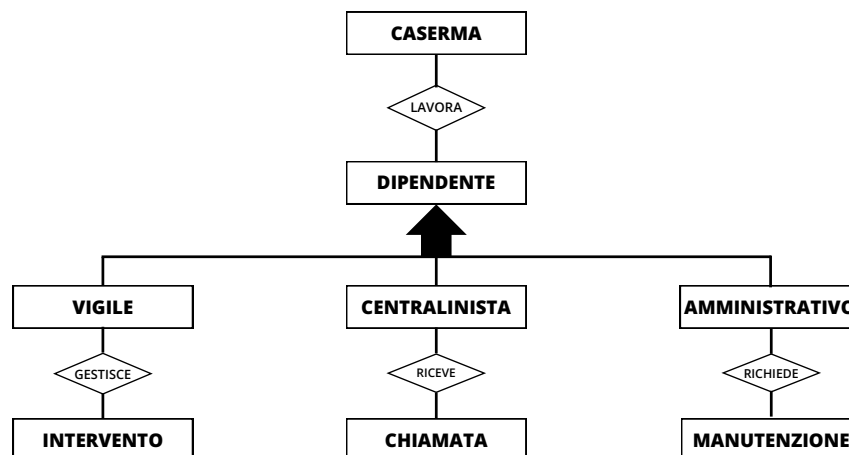 CASERMA
LAVORA
DIPENDENTE
VIGILE
CENTRALINISTA
AMMINISTRATIVO
GESTISCE
RICEVE
RICHIEDE
INTERVENTO
CHIAMATA
MANUTENZIONE